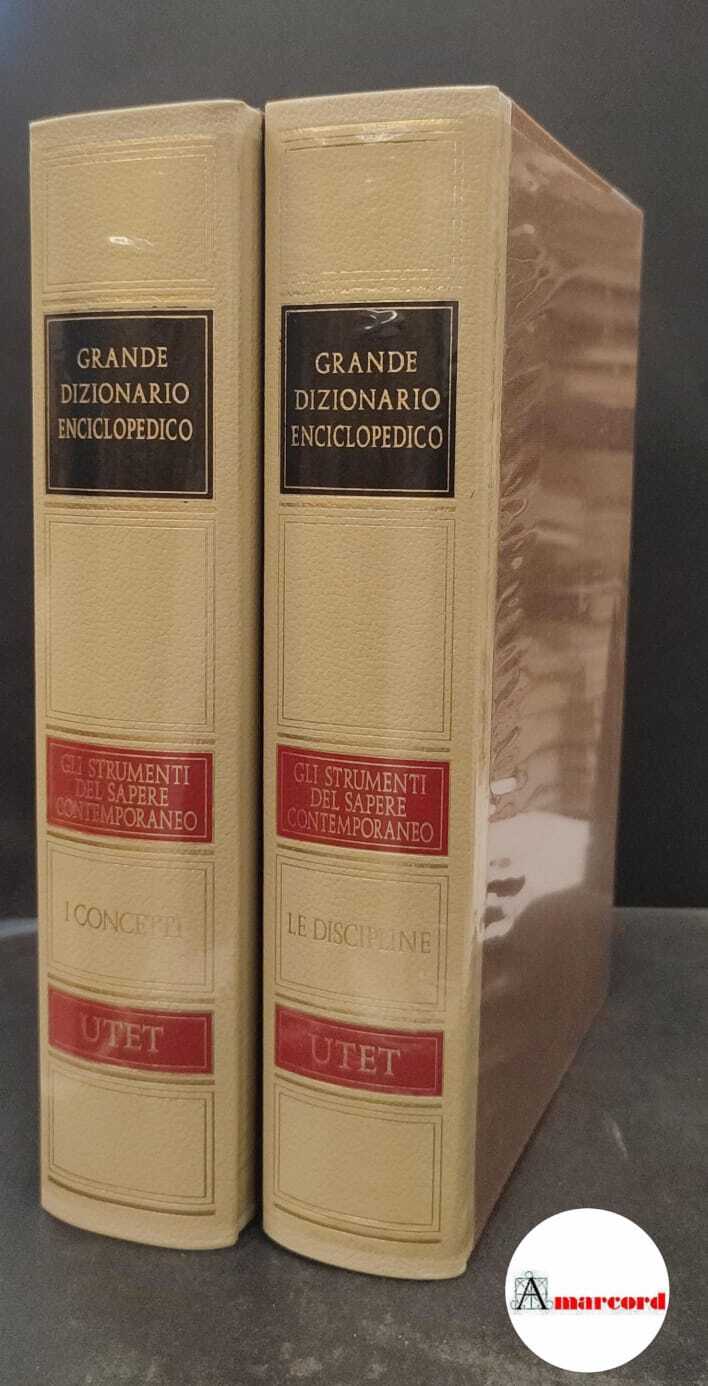 GRANDE
DIZIONARIO
ENCICLOPEDICO
GLI STRUMENTI
DEL SAPERE
CONTEMPORANEO
I CONCETTI
UTET
GRANDE
DIZIONARIO
ENCICLOPEDICO
GLI STRUMENTI
DEL SAPERE
CONTEMPORANEO
LE DISCIPLINE
UTET
Amarcord